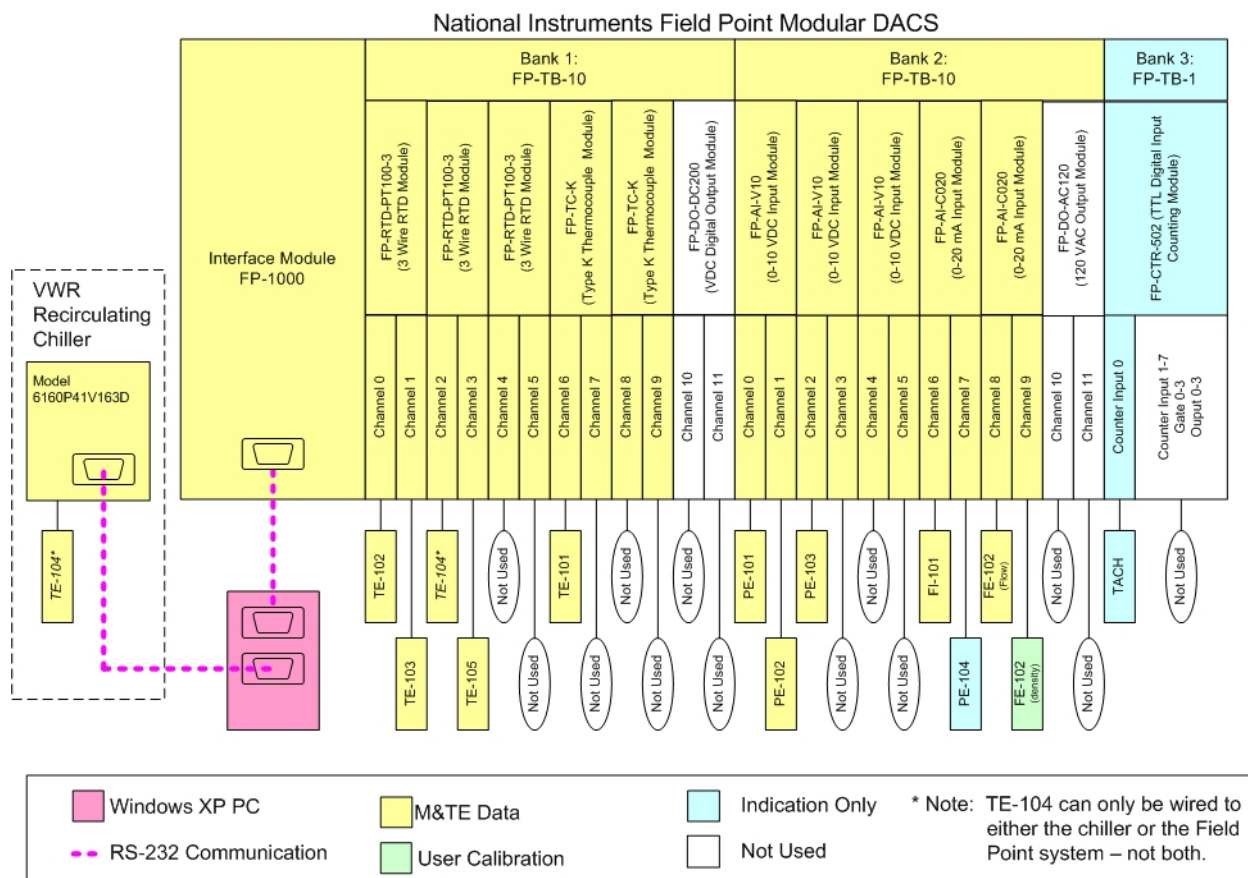 National Instruments Field Point Modular DACS
Bank 1:
FP-TB-10
Bank 2:
FP-TB-10
Bank 3:
FP-TB-1
Interface Module
FP-1000
FP-RTD-PT100-3
(3 Wire RTD Module)
FP-RTD-PT100-3
(3 Wire RTD Module)
FP-RTD-PT100-3
(3 Wire RTD Module)
FP-TC-K
(Type K Thermocouple Module)
FP-TC-K
(Type K Thermocouple Module)
FP-DO-DC200
(VDC Digital Output Module)
FP-AI-V10
(0-10 VDC Input Module)
FP-AI-V10
(0-10 VDC Input Module)
FP-AI-V10
(0-10 VDC Input Module)
FP-AI-C020
(0-20 mA Input Module)
FP-AI-C020
(0-20 mA Input Module)
FP-DO-AC120
(120 VAC Output Module)
FP-CTR-502 (TTL Digital Input
Counting Module)
VWR
Recirculating
Chiller
Model
6160P41V163D
Channel 0
Channel 1
Channel 2
Channel 3
Channel 4
Channel 5
Channel 6
Channel 7
Channel 8
Channel 9
Channel 10
Channel 11
Channel 0
Channel 1
Channel 2
Channel 3
Channel 4
Channel 5
Channel 6
Channel 7
Channel 8
Channel 9
Channel 10
Channel 11
Counter Input 0
Counter Input 1-7
Gate 0-3
Ouput 0-3
TE-104*
TE-102
TE-104*
Not Used
TE-101
Not Used
Not Used
PE-101
PE-103
Not Used
FI-101
FE-102
(Flow)
Not Used
TACH
Not Used
TE-103
TE-105
Not Used
Not Used
Not Used
Not Used
PE-102
Not Used
Not Used
PE-104
FE-102
(density)
Not Used
Windows XP PC
RS-232 Communication
M&TE Data
User Calibration
Indication Only
Not Used
* Note: TE-104 can only be wired to
either the chiller or the Field
Point system – not both.